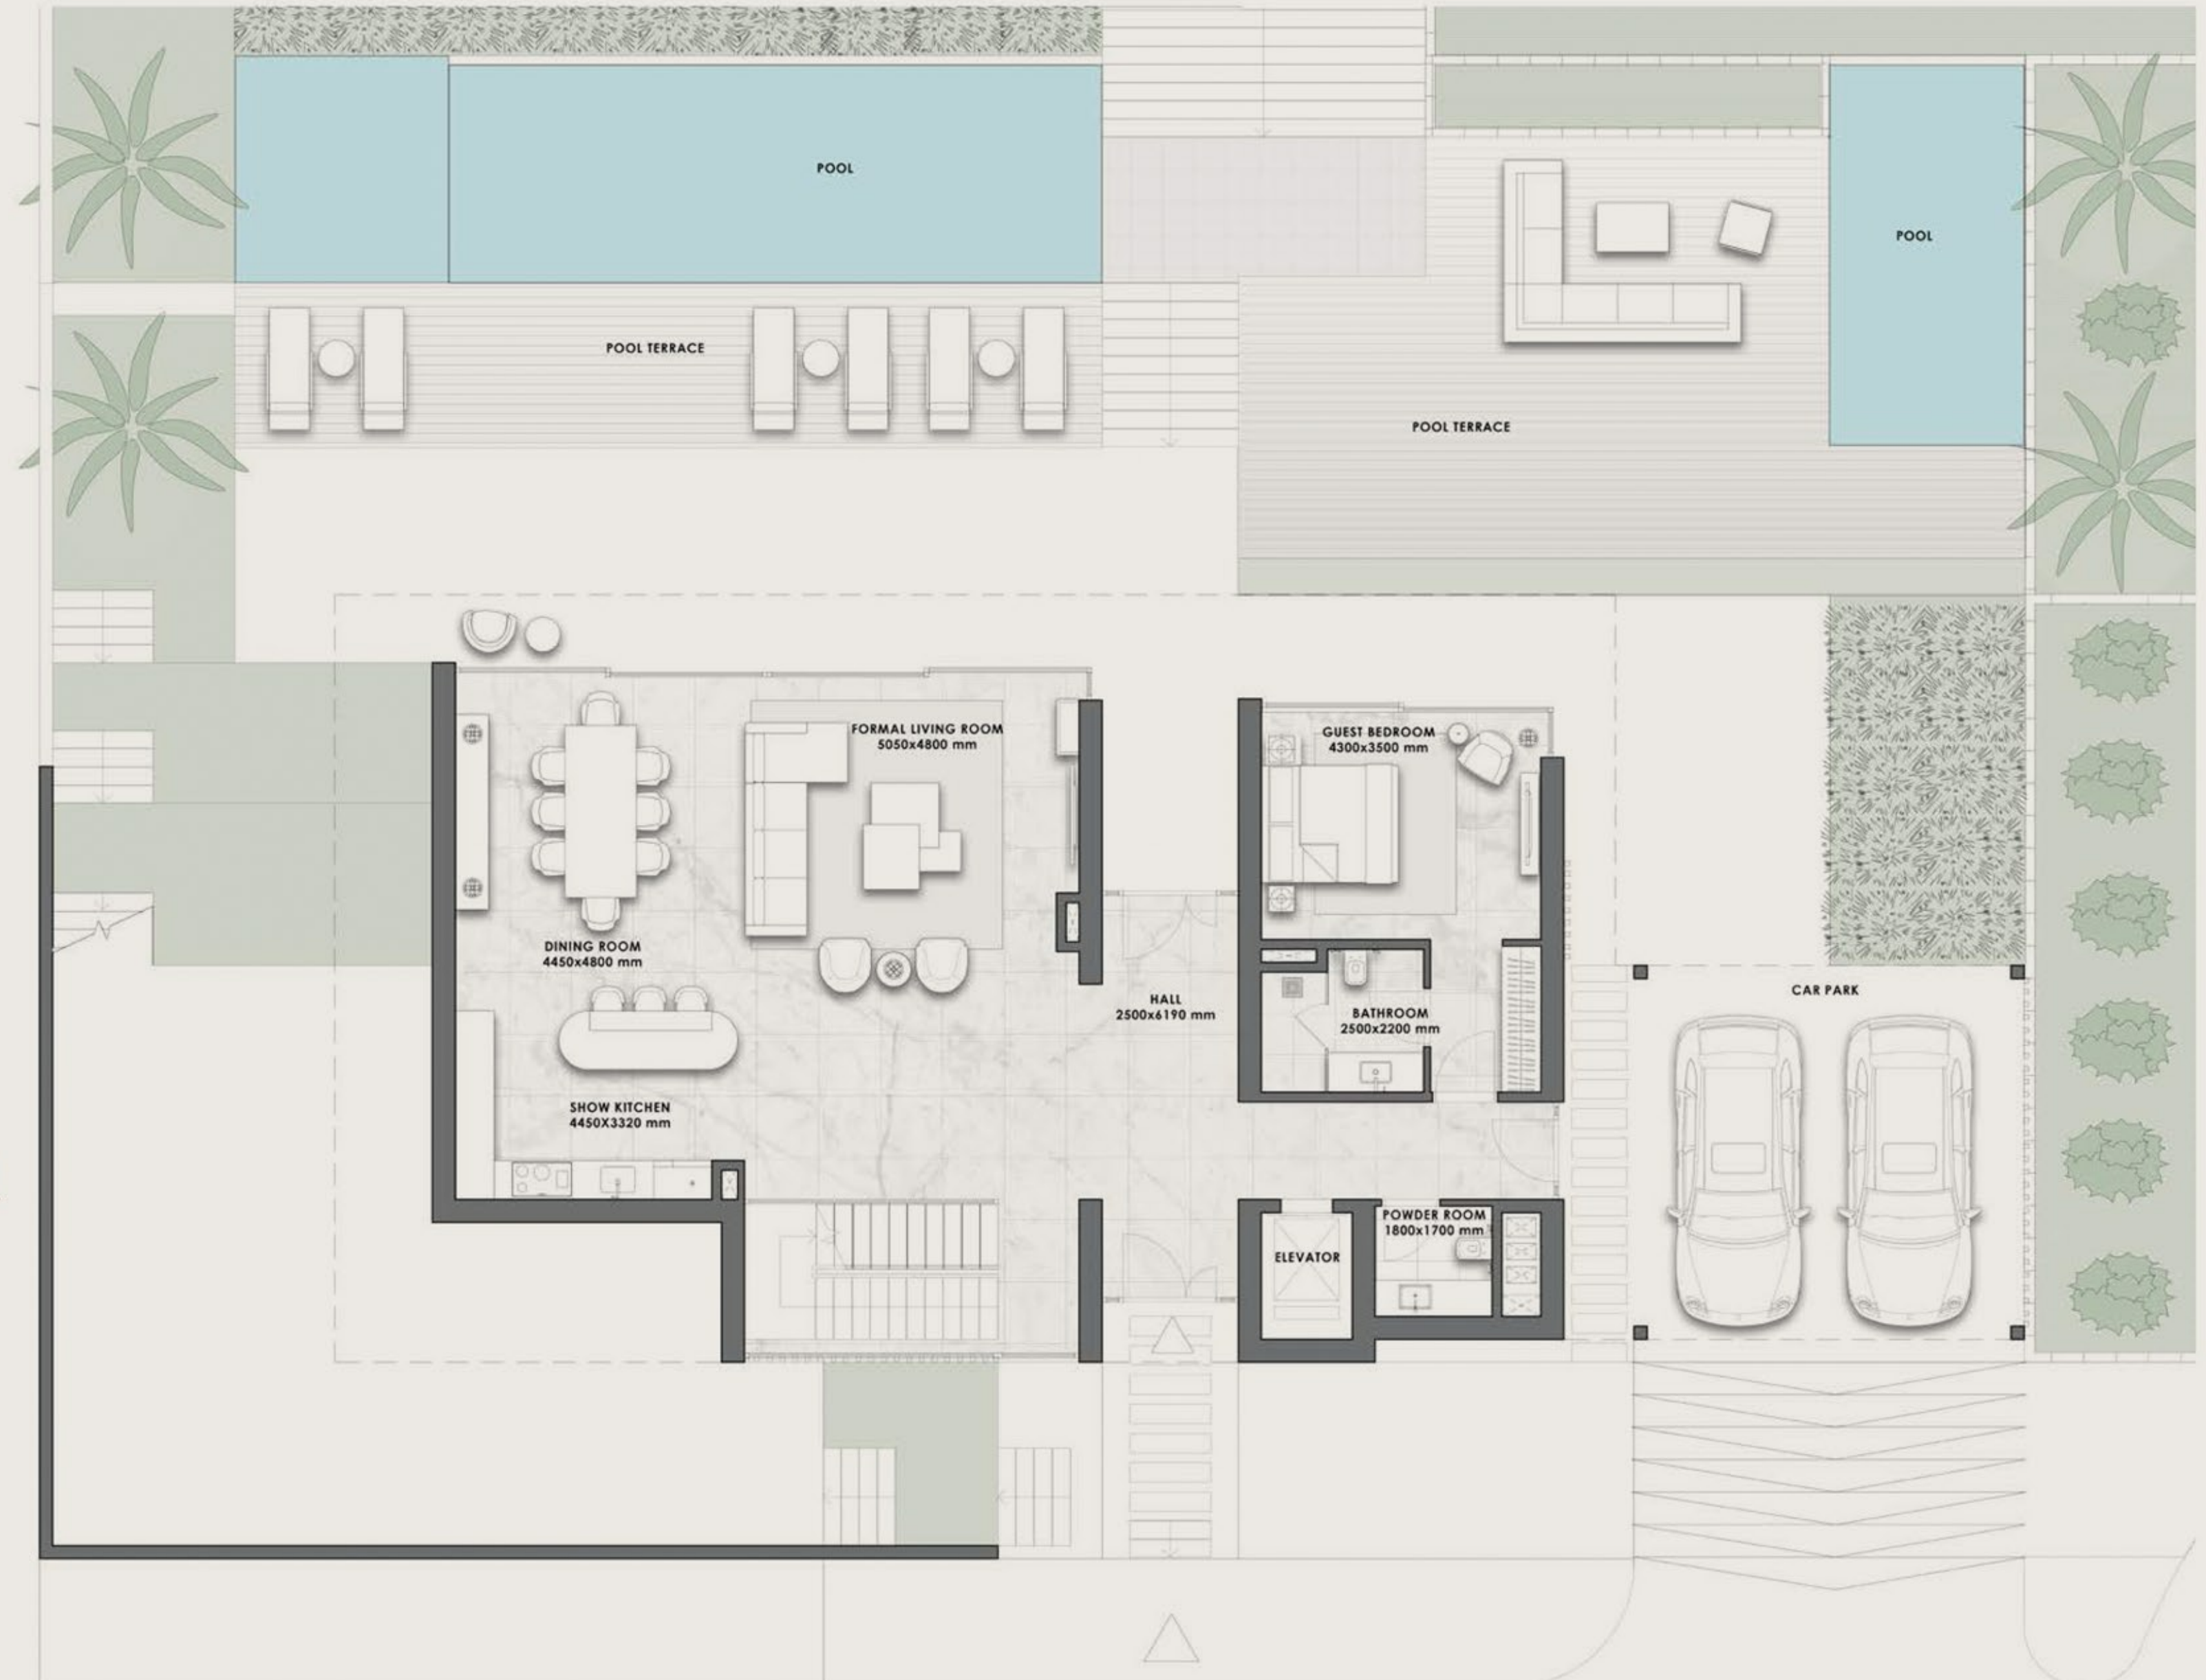 POOL
POOL
POOL TERRACE
POOL TERRACE
FORMAL LIVING ROOM
5050x4800 mm
GUEST BEDROOM
4300x3500 mm
DINING ROOM
4450x4800 mm
HALL
2500x6190 mm
BATHROOM
2500x2200 mm
CAR PARK
SHOW KITCHEN
4450X3320 mm
POWDER ROOM
1800x1700 mm
ELEVATOR